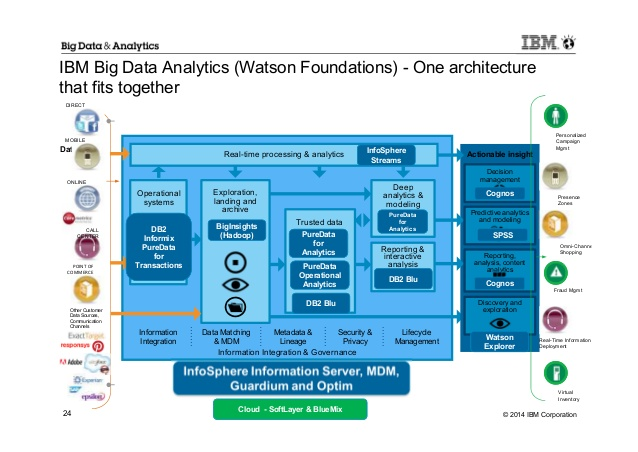 Big Data & Analytics
IBM
IBM Big Data Analytics (Watson Foundations) - One architecture
that fits together
DIRECT
MOBILE
Dat
ONLINE
CALL
CENTER
POINT OF
COMMERCE
Other Customer
Data Sources,
Communication
Channels
ExactTarget
responsys
Adobe
Experian
epsilon
Real-time processing & analytics
InfoSphere
Streams
Operational
systems
DB2
Informix
PureData
for
Transactions
Exploration,
landing and
archive
BigInsights
(Hadoop)
Trusted data
PureData
for
Analytics
PureData
Operational
Analytics
DB2 Blu
Deep
analytics &
modeling
PureData
for
Analytics
Reporting &
interactive
analysis
DB2 Blu
Information
Integration
Data Matching
& MDM
Metadata &
Lineage
Security &
Privacy
Lifecycle
Management
Information Integration & Governance
Actionable insight
Decision
management
Cognos
Predictive analytics
and modeling
SPSS
Reporting,
analysis, content
analytics
Cognos
Discovery and
exploration
Watson
Explorer
Personalized
Campaign
Mgmt
Presence
Zones
Omni-Channe
Shopping
Fraud Mgmt
Real-Time Information
Deployment
Virtual
Inventory
InfoSphere Information Server, MDM,
Guardium and Optim
Cloud - SoftLayer & BlueMix
24
© 2014 IBM Corporation